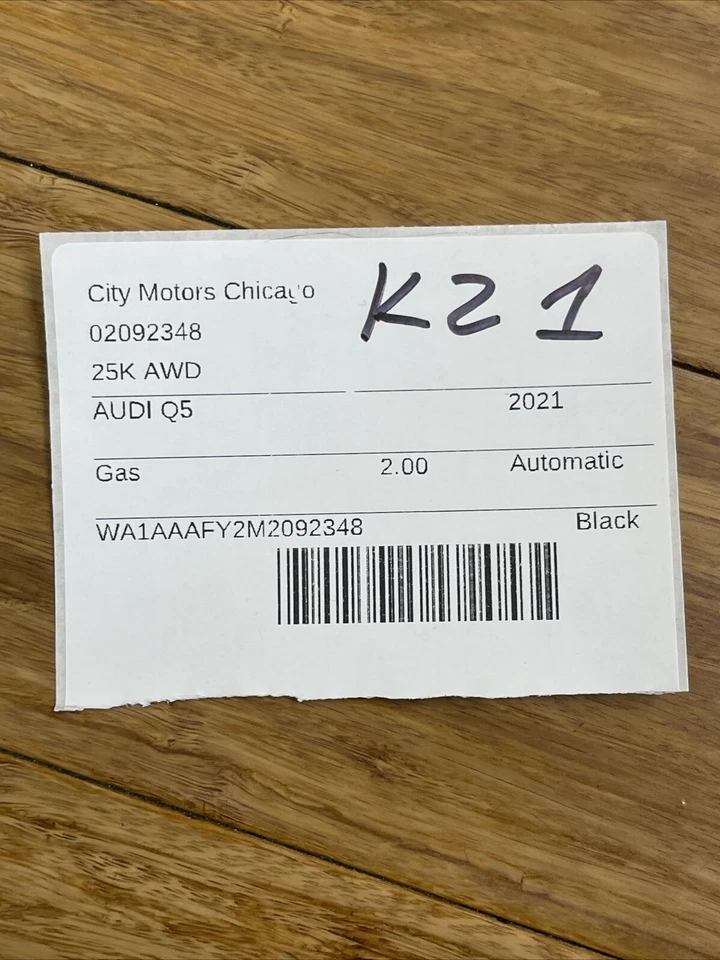 City Motors Chicago K21
02092348
25K AWD
AUDI Q5 2021
Gas 2.00 Automatic
WA1AAAFY2M2092348 Black